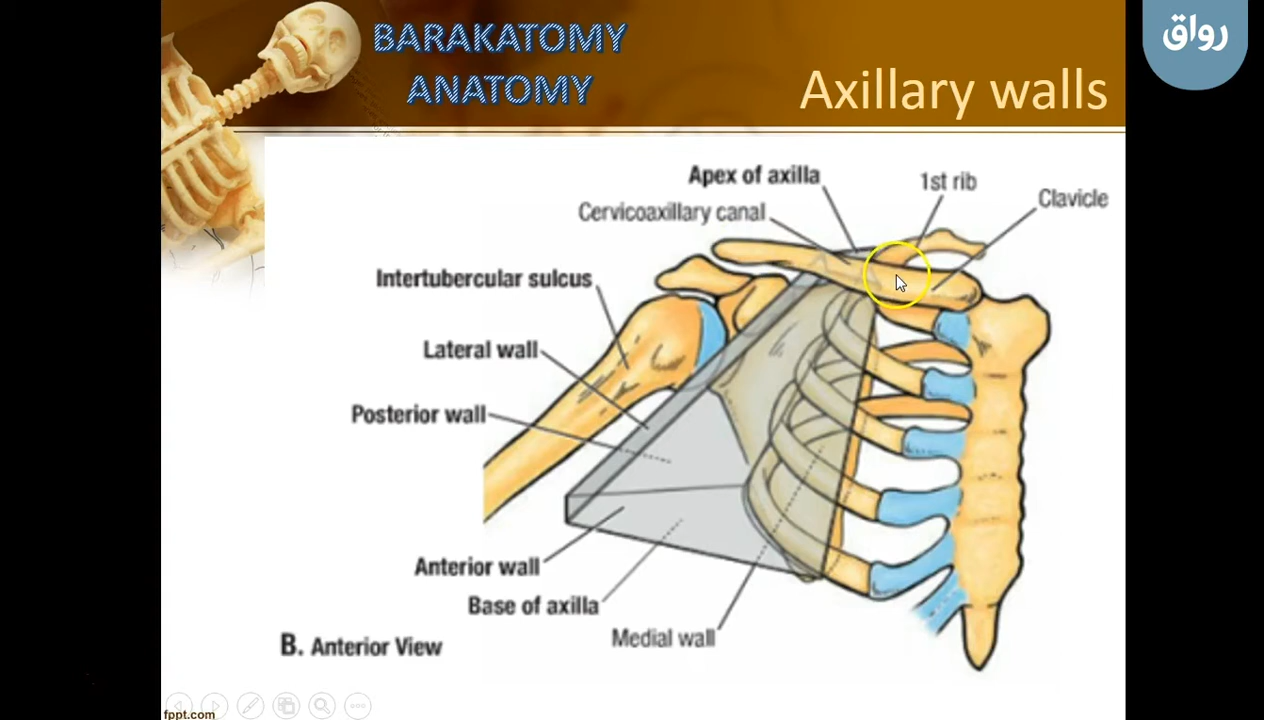 BARAKATOMY
ANATOMY
Axillary walls
رواق
Apex of axilla
1st rib
Cervicoaxillary canal
Clavicle
Intertubercular sulcus
Lateral wall
Posterior wall
Anterior wall
Base of axilla
Medial wall
B. Anterior View
fppt.com